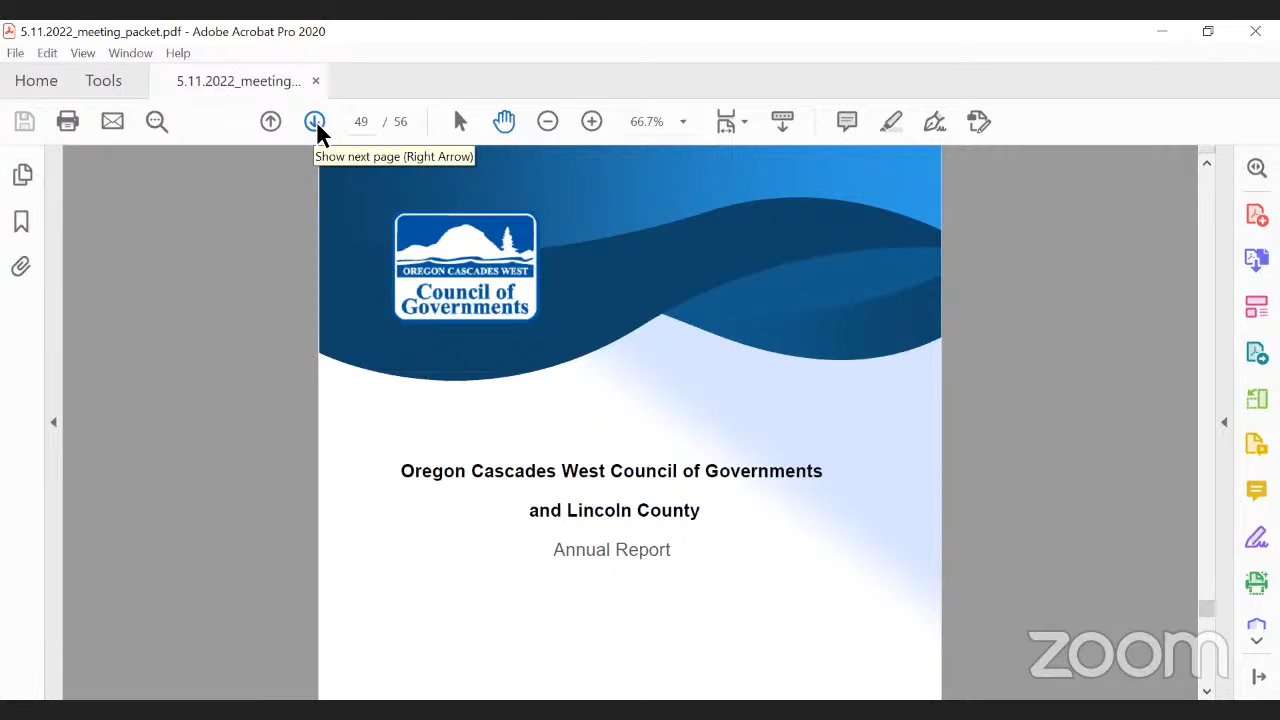 5.11.2022_meeting_packet.pdf - Adobe Acrobat Pro 2020
File Edit View Window Help
Home Tools 5.11.2022_meeting... ×
49 / 56 66.7%
Show next page (Right Arrow)
OREGON CASCADES WEST
Council of
Governments
Oregon Cascades West Council of Governments
and Lincoln County
Annual Report
zoom